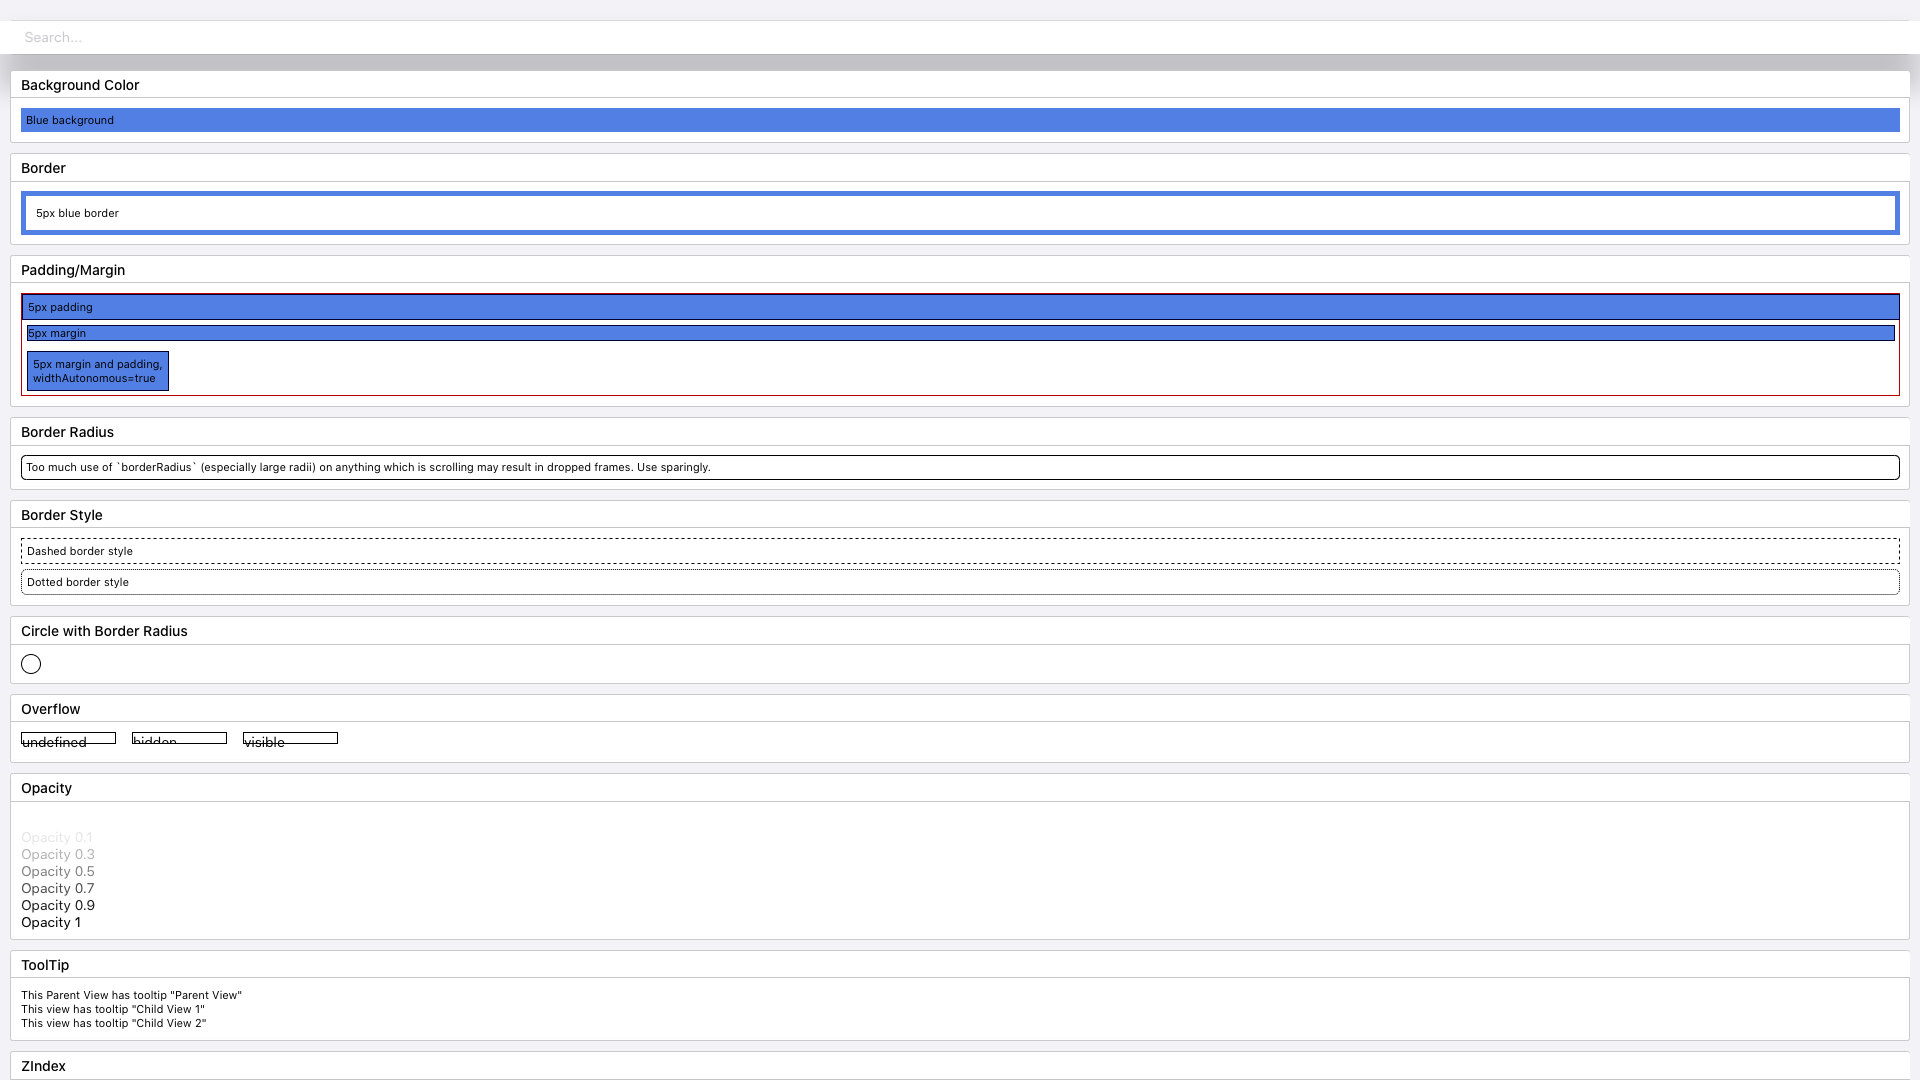 Search...
Background Color
Blue background
Border
5px blue border
Padding/Margin
5px padding
5px margin
5px margin and padding,
widthAutonomous=true
Border Radius
Too much use of `borderRadius` (especially large radii) on anything which is scrolling may result in dropped frames. Use sparingly.
Border Style
Dashed border style
Dotted border style
Circle with Border Radius
Overflow
undefined hidden visible
Opacity
Opacity 0.1
Opacity 0.3
Opacity 0.5
Opacity 0.7
Opacity 0.9
Opacity 1
ToolTip
This Parent View has tooltip "Parent View"
This view has tooltip "Child View 1"
This view has tooltip "Child View 2"
ZIndex